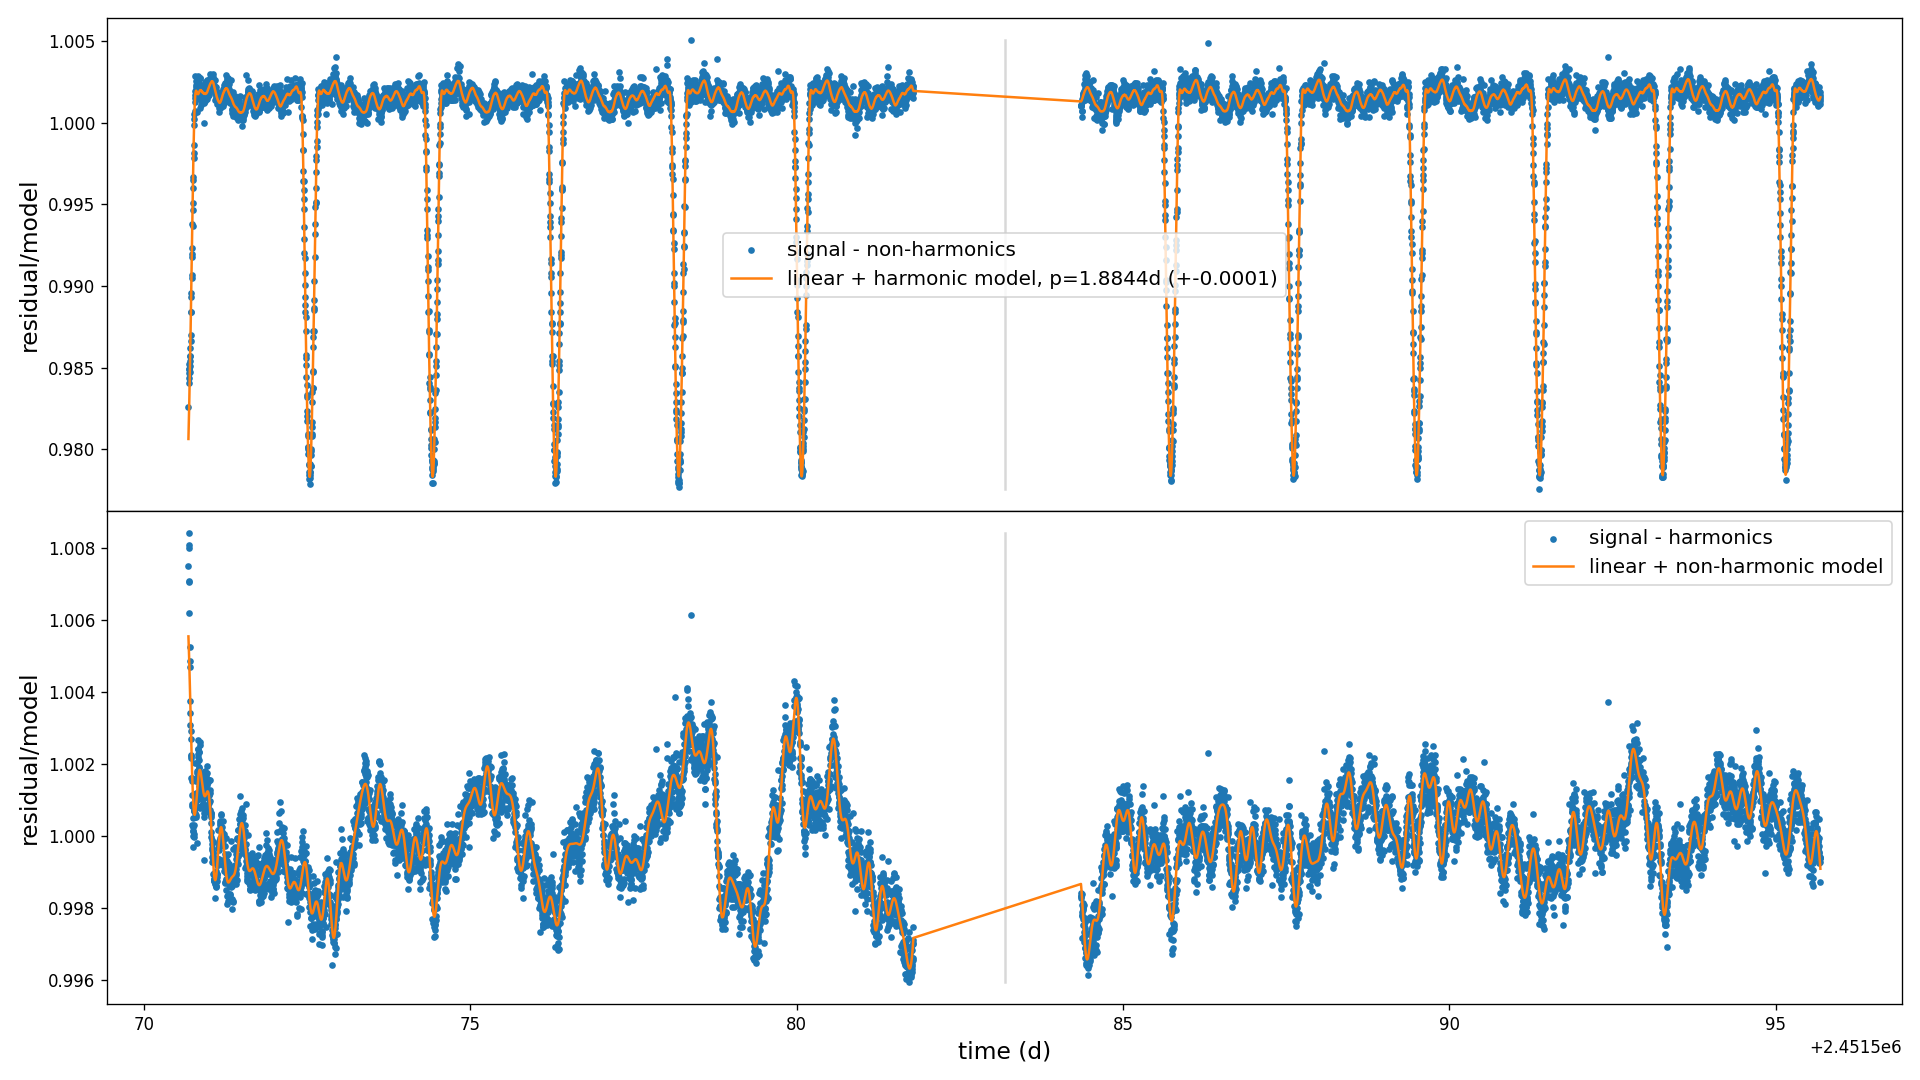 1.005
1.000
0.995
0.990
0.985
0.980
residual/model
signal - non-harmonics
linear + harmonic model, p=1.8844d (+-0.0001)
1.008
1.006
1.004
1.002
1.000
0.998
0.996
residual/model
signal - harmonics
linear + non-harmonic model
70 75 80 85 90 95
time (d)
+2.4515e6